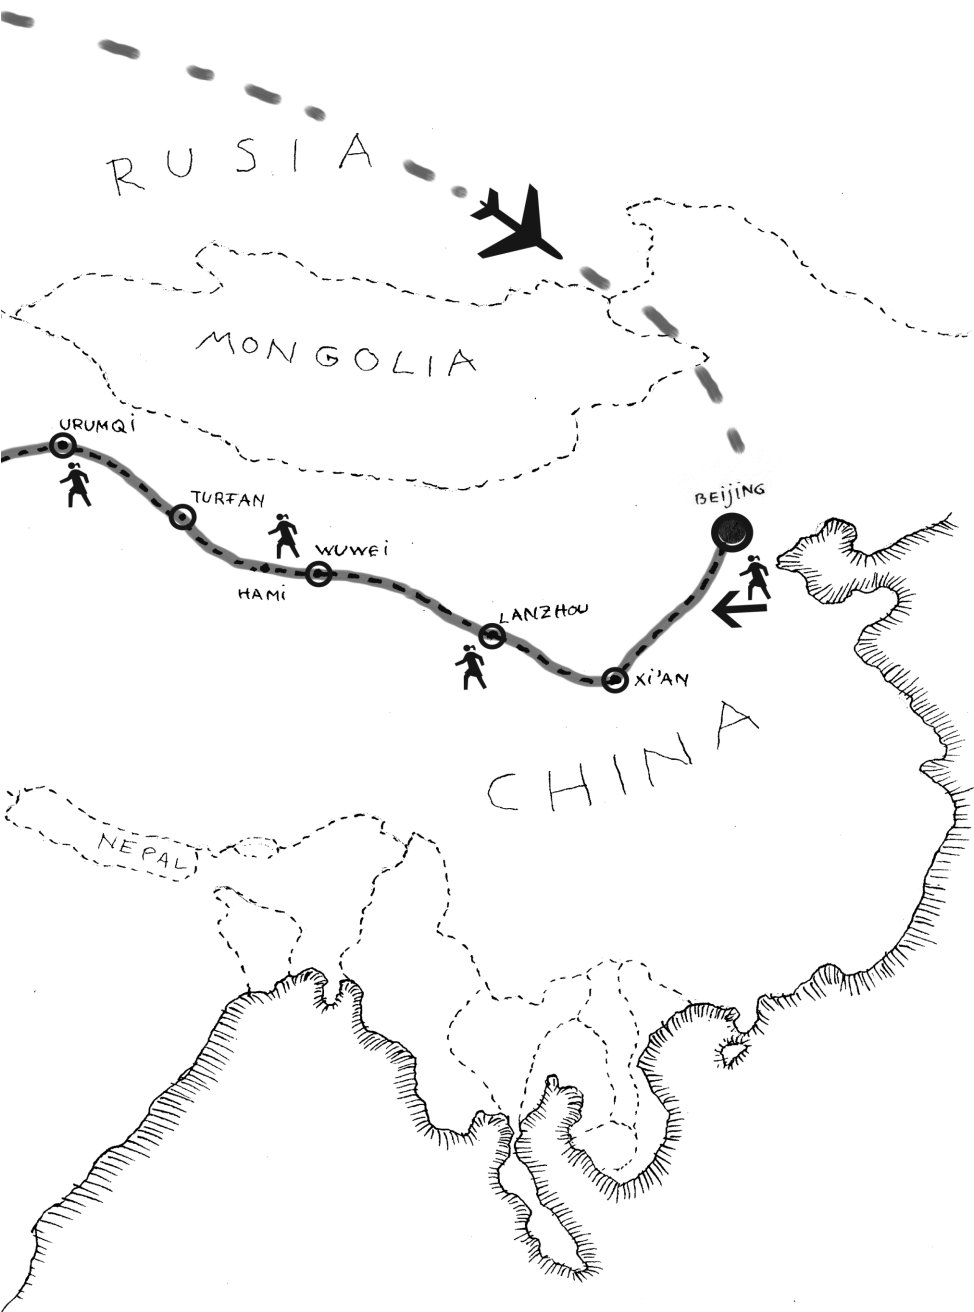 RUSIA
MONGOLIA
URUMQi
TURFAN
BEijiNG
WUWEi
HAMi
LANZHOU
Xi'AN
CHINA
NEPAL